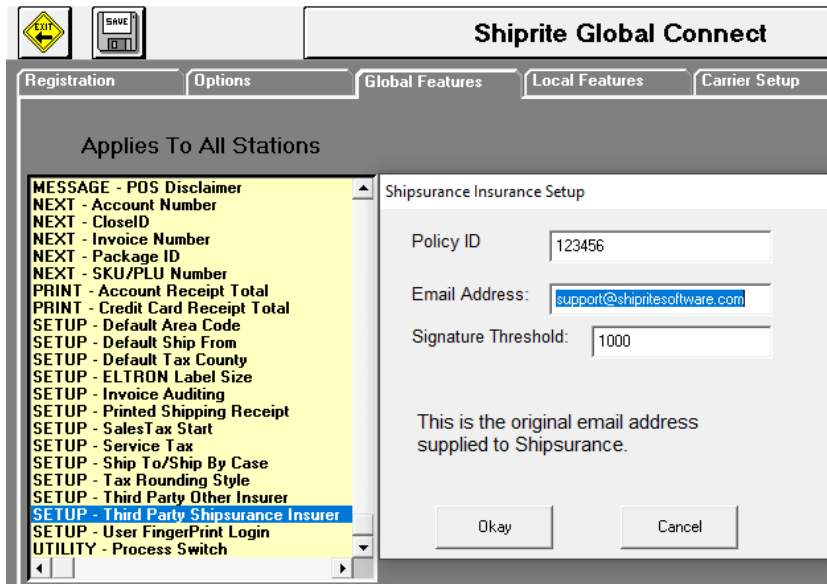 EXIT
SAVE
Shiprite Global Connect
Registration
Options
Global Features
Local Features
Carrier Setup
Applies To All Stations
MESSAGE - POS Disclaimer
NEXT - Account Number
NEXT - CloseID
NEXT - Invoice Number
NEXT - Package ID
NEXT - SKU/PLU Number
PRINT - Account Receipt Total
PRINT - Credit Card Receipt Total
SETUP - Default Area Code
SETUP - Default Ship From
SETUP - Default Tax County
SETUP - ELTRON Label Size
SETUP - Invoice Auditing
SETUP - Printed Shipping Receipt
SETUP - SalesTax Start
SETUP - Service Tax
SETUP - Ship To/Ship By Case
SETUP - Tax Rounding Style
SETUP - Third Party Other Insurer
SETUP - Third Party Shipsurance Insurer
SETUP - User FingerPrint Login
UTILITY - Process Switch
Shipsurance Insurance Setup
Policy ID
123456
Email Address:
support@shipritesoftware.com
Signature Threshold:
1000
This is the original email address
supplied to Shipsurance.
Okay
Cancel